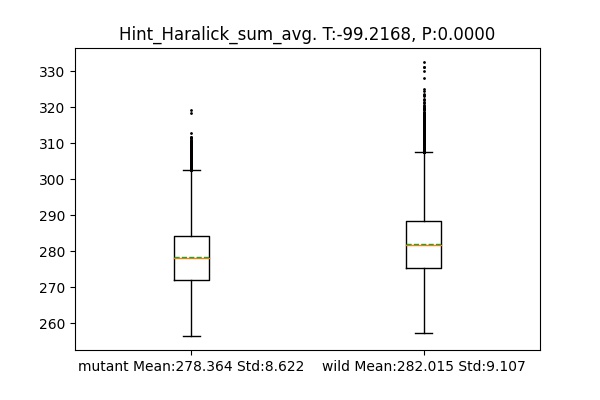 Hint_Haralick_sum_avg. T:-99.2168, P:0.0000
330
320
310
300
290
280
270
260
mutant Mean:278.364 Std:8.622
wild Mean:282.015 Std:9.107